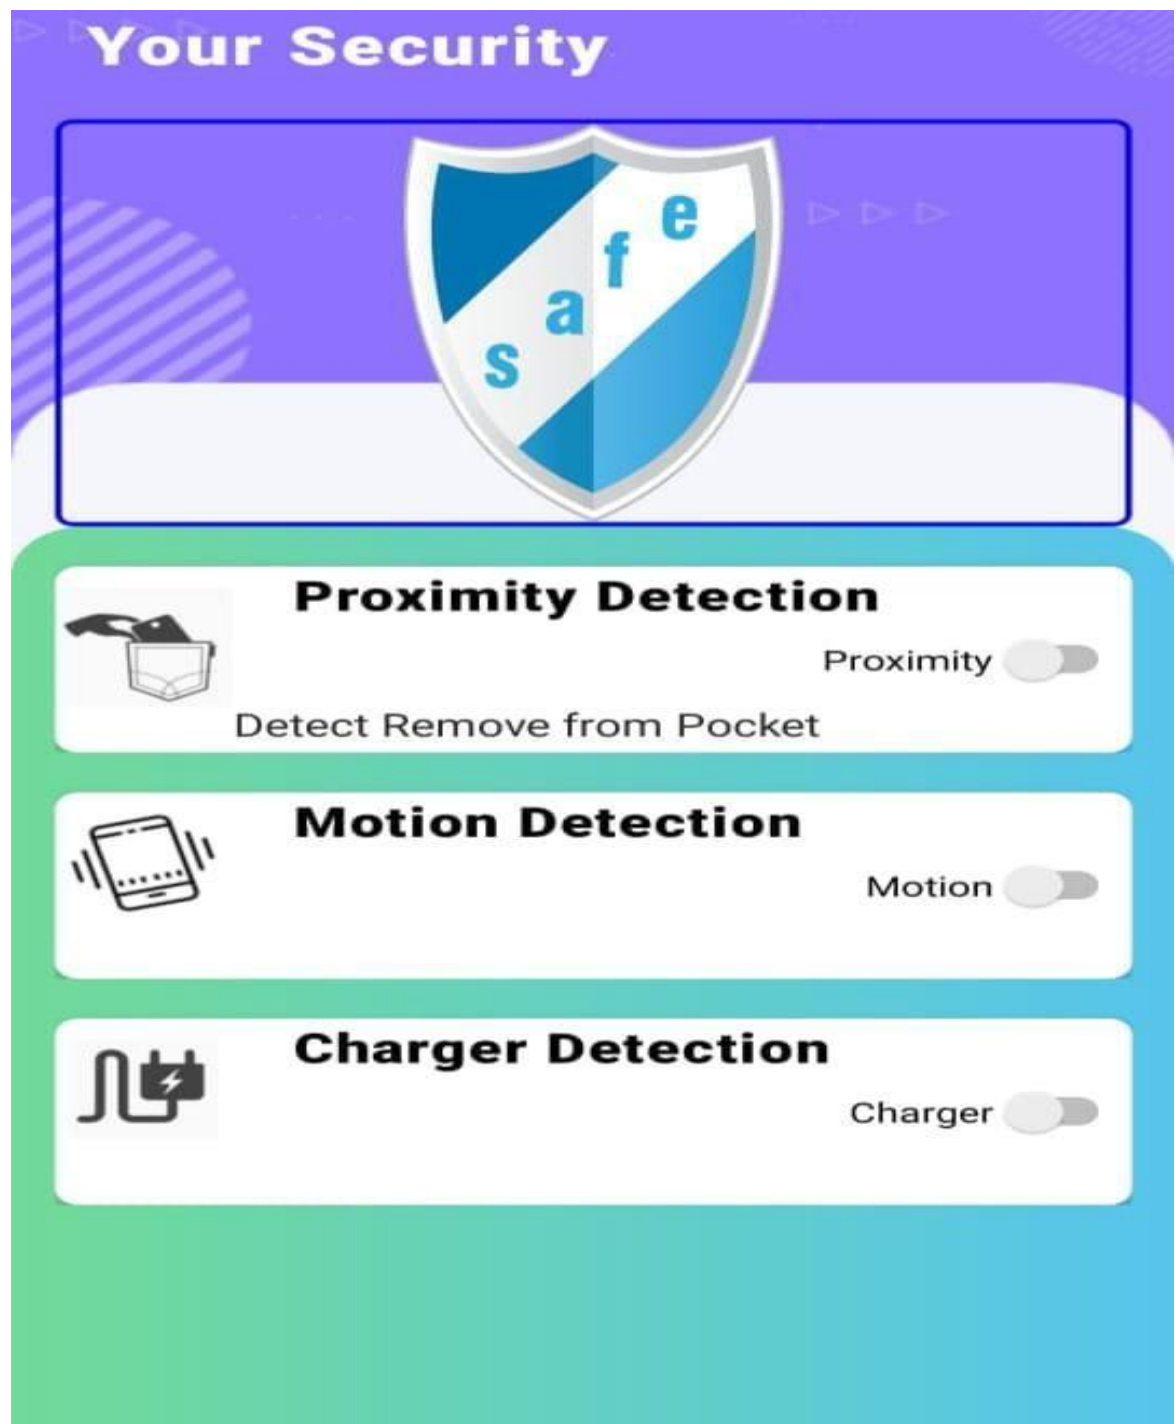 Your Security
safe
Proximity Detection
Proximity
Detect Remove from Pocket
Motion Detection
Motion
Charger Detection
Charger